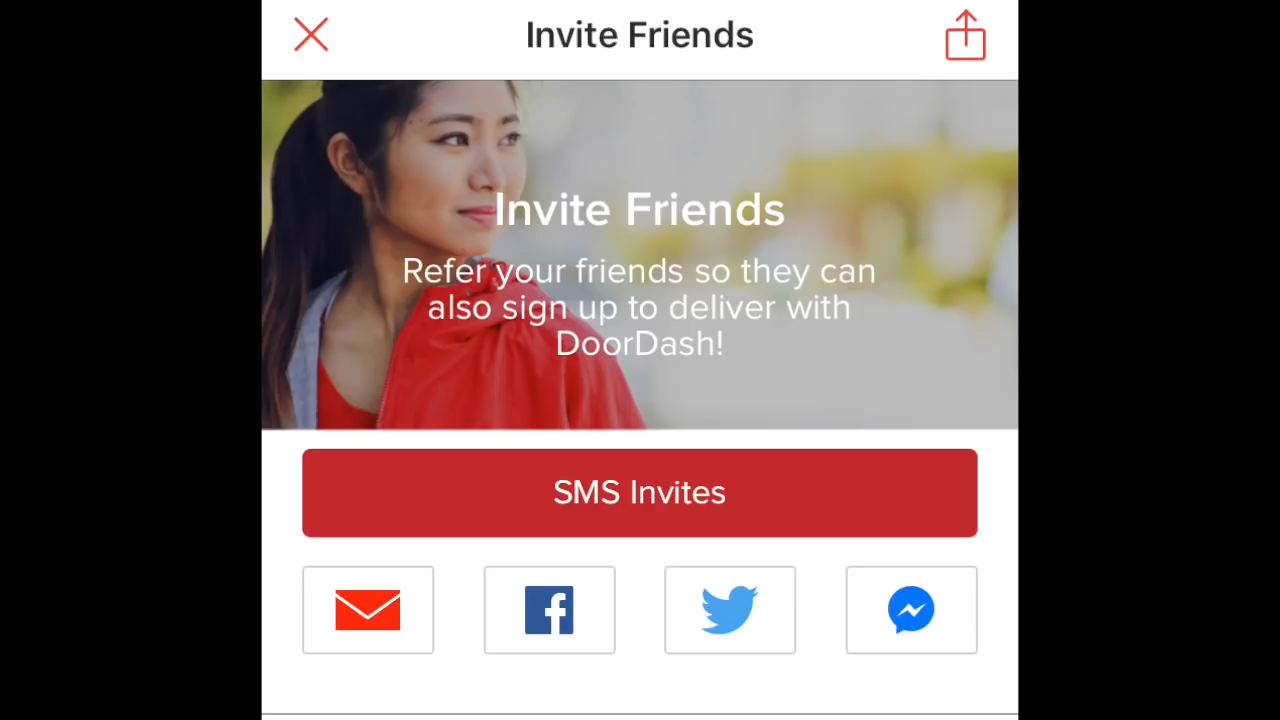 Invite Friends
Invite Friends
Refer your friends so they can
also sign up to deliver with
DoorDash!
SMS Invites